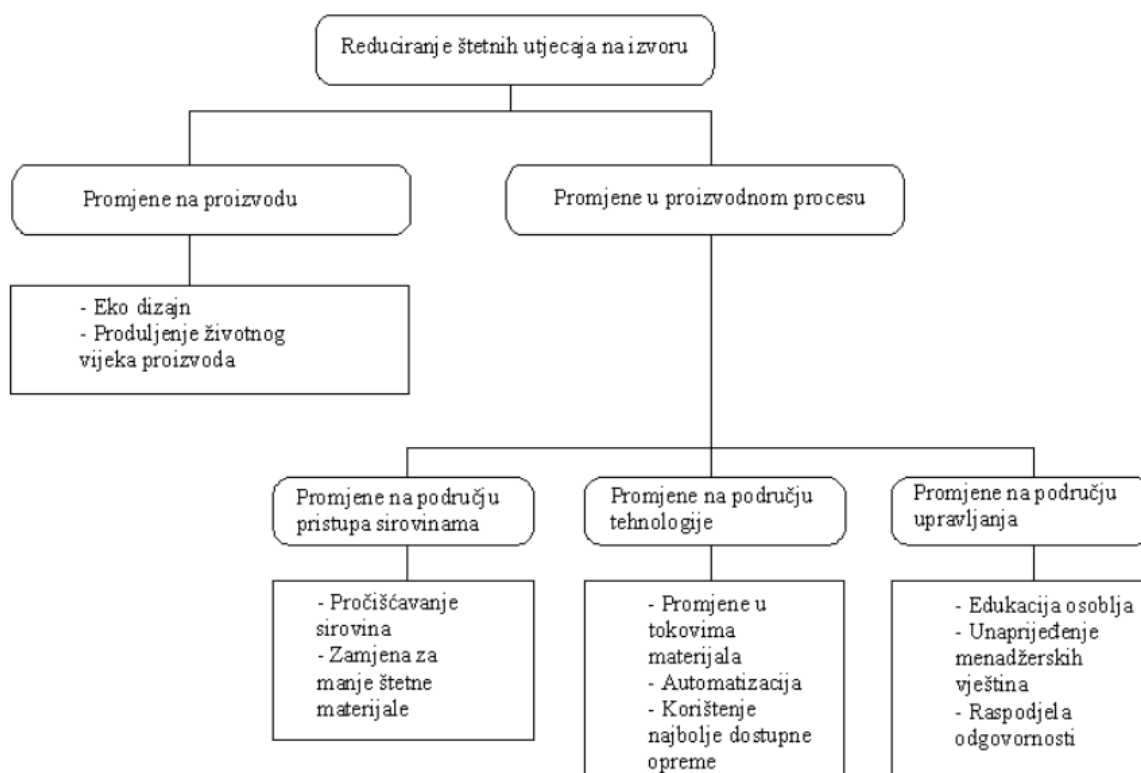 Reduciranje štetnih utjecaja na izvoru
Promjene na proizvodu
Promjene u proizvodnom procesu
- Eko dizajn
- Produljenje životnog
vijeka proizvoda
Promjene na području
pristupa sirovinama
Promjene na području
tehnologije
Promjene na području
upravljanja
- Pročišćavanje
sirovina
- Zamjena za
manje štetne
materijale
- Promjene u
tokovima
materijala
- Automatizacija
- Korištenje
najbolje dostupne
opreme
- Edukacija osoblja
- Unaprijeđenje
menadžerskih
vještina
- Raspodjela
odgovornosti